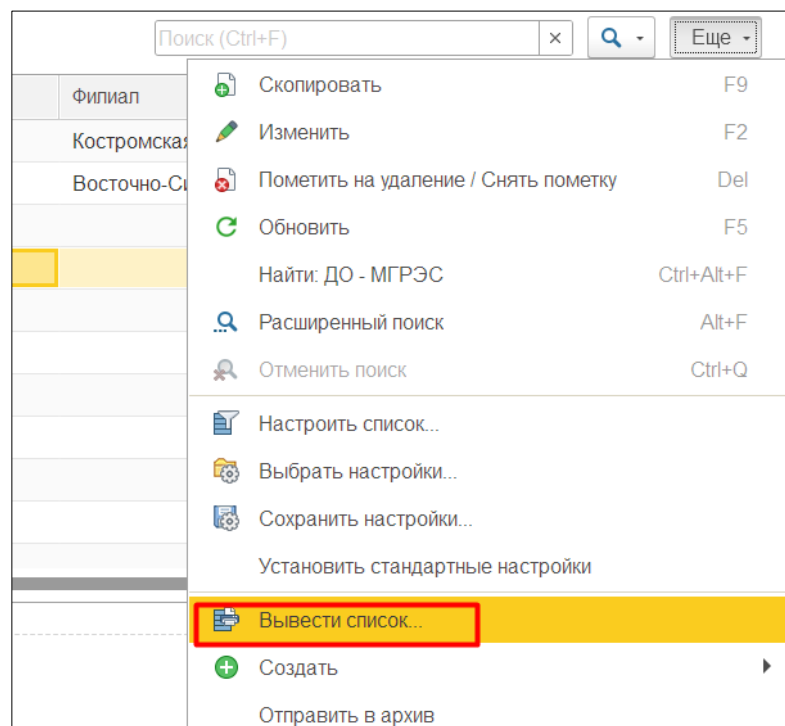 Поиск (Ctrl+F) × Еще
Филиал
Костромская
Восточно-Си
Скопировать F9
Изменить F2
Пометить на удаление / Снять пометку Del
Обновить F5
Найти: ДО - МГРЭС Ctrl+Alt+F
Расширенный поиск Alt+F
Отменить поиск Ctrl+Q
Настроить список...
Выбрать настройки...
Сохранить настройки...
Установить стандартные настройки
Вывести список...
Создать
Отправить в архив